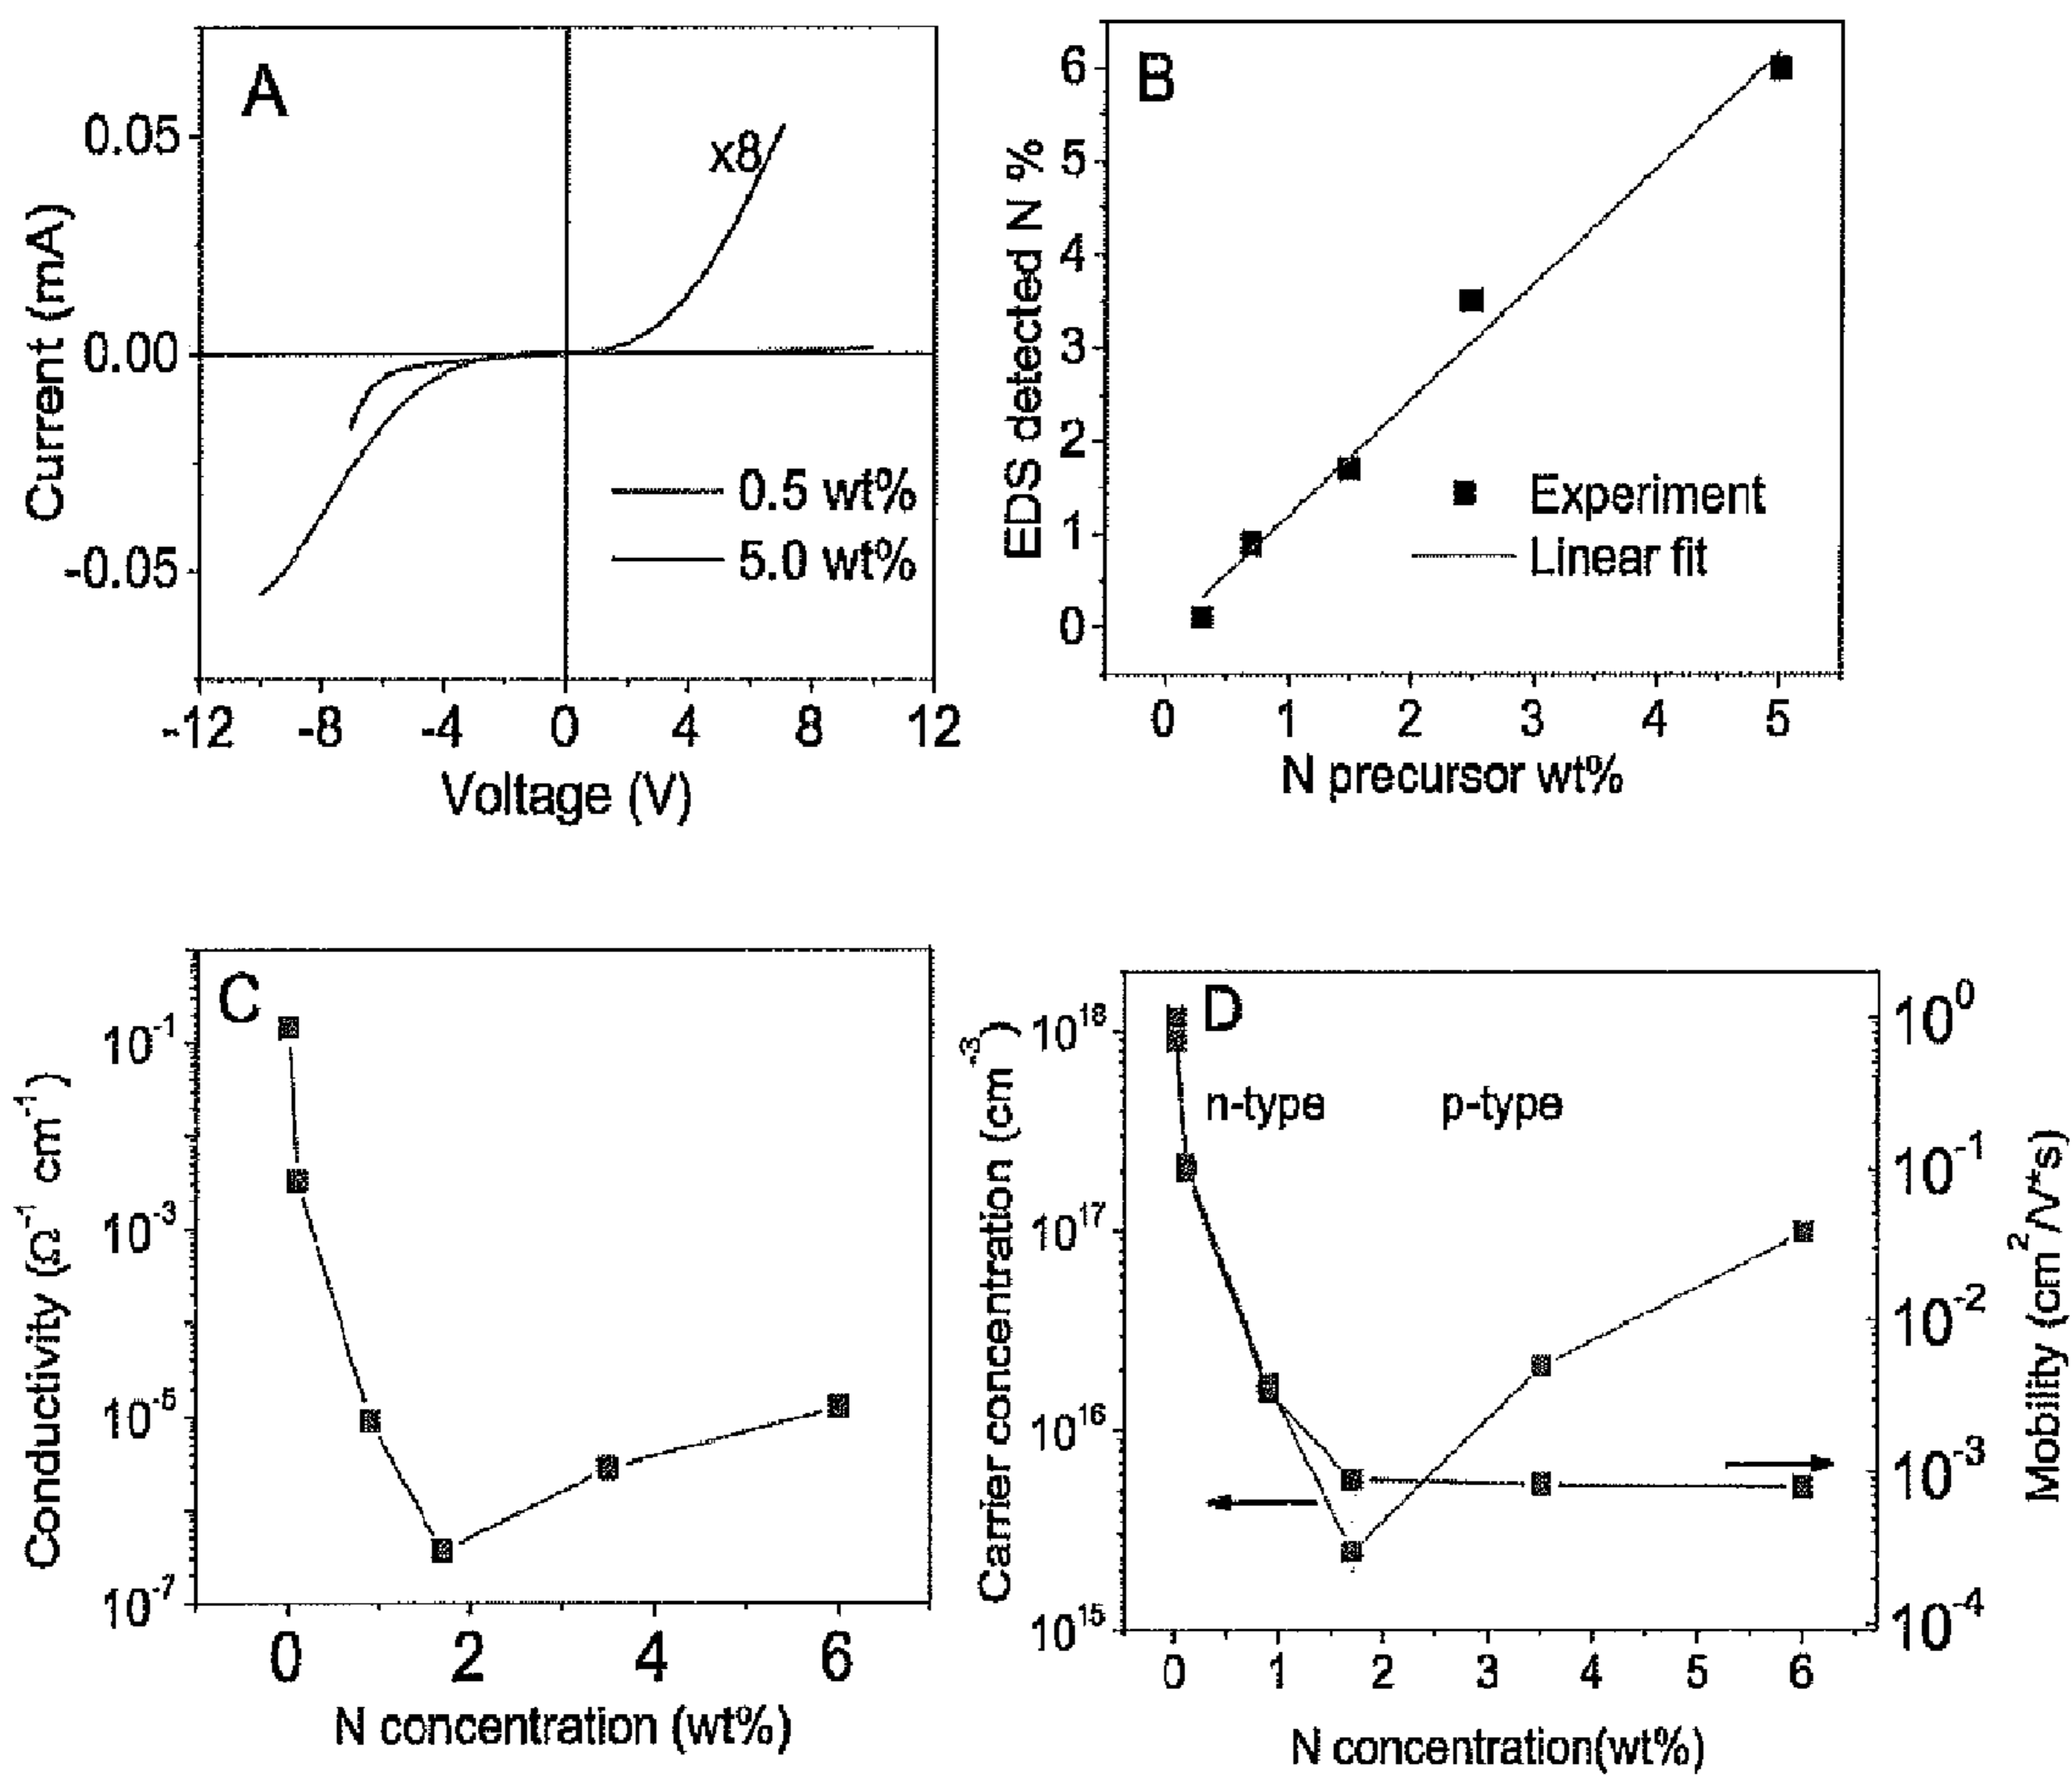 A
x8
0.05
0.00
-0.05
Current (mA)
0.5 wt%
5.0 wt%
-12 -8 -4 0 4 8 12
Voltage (V)
B
6
5
4
3
2
1
0
EDS detected N %
Experiment
Linear fit
0 1 2 3 4 5
N precursor wt%
C
10⁻¹
10⁻³
10⁻⁵
10⁻⁷
Conductivity (Ω⁻¹ cm⁻¹)
0 2 4 6
N concentration (wt%)
D
n-type p-type
10¹⁸
10¹⁷
10¹⁶
10¹⁵
Carrier concentration (cm⁻³)
10⁰
10⁻¹
10⁻²
10⁻³
10⁻⁴
Mobility (cm²/V*s)
0 1 2 3 4 5 6
N concentration(wt%)